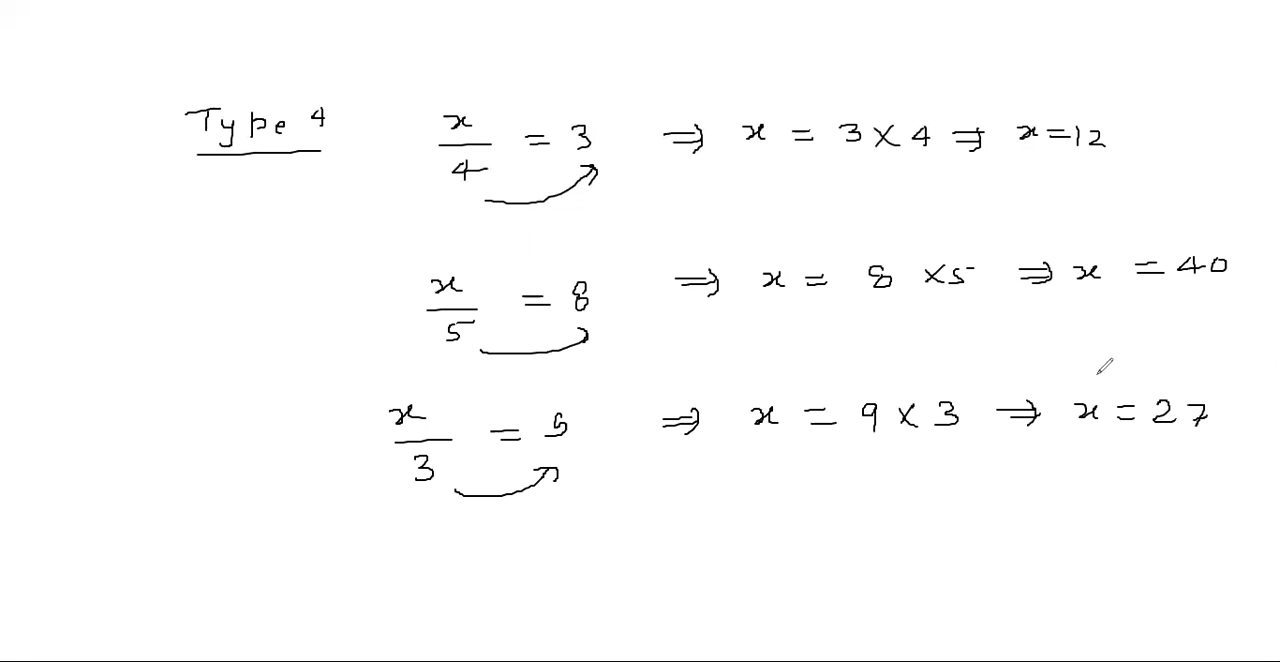 Type 4 x/4 = 3 ⇒ x = 3 × 4 ⇒ x = 12
x/5 = 8 ⇒ x = 8 × 5 ⇒ x = 40
x/3 = 9 ⇒ x = 9 × 3 ⇒ x = 27